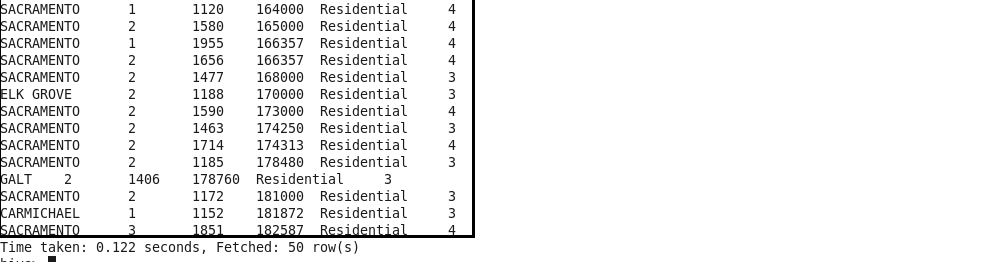 SACRAMENTO 1 1120 164000 Residential 4
SACRAMENTO 2 1580 165000 Residential 4
SACRAMENTO 1 1955 166357 Residential 4
SACRAMENTO 2 1656 166357 Residential 4
SACRAMENTO 2 1477 168000 Residential 3
ELK GROVE 2 1188 170000 Residential 3
SACRAMENTO 2 1590 173000 Residential 4
SACRAMENTO 2 1463 174250 Residential 3
SACRAMENTO 2 1714 174313 Residential 4
SACRAMENTO 2 1185 178480 Residential 3
GALT 2 1406 178760 Residential 3
SACRAMENTO 2 1172 181000 Residential 3
CARMICHAEL 1 1152 181872 Residential 3
SACRAMENTO 3 1851 182587 Residential 4
Time taken: 0.122 seconds, Fetched: 50 row(s)